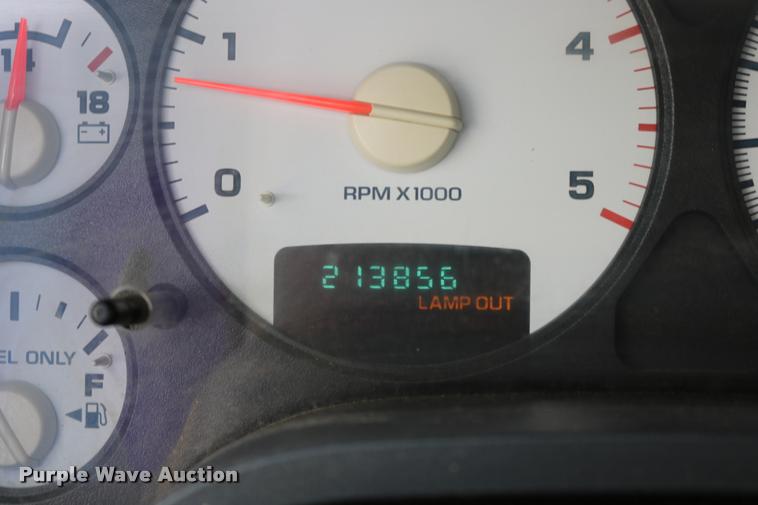 1
4
14
18
0
5
RPM X1000
213856
LAMP OUT
EL ONLY
F
Purple Wave Auction